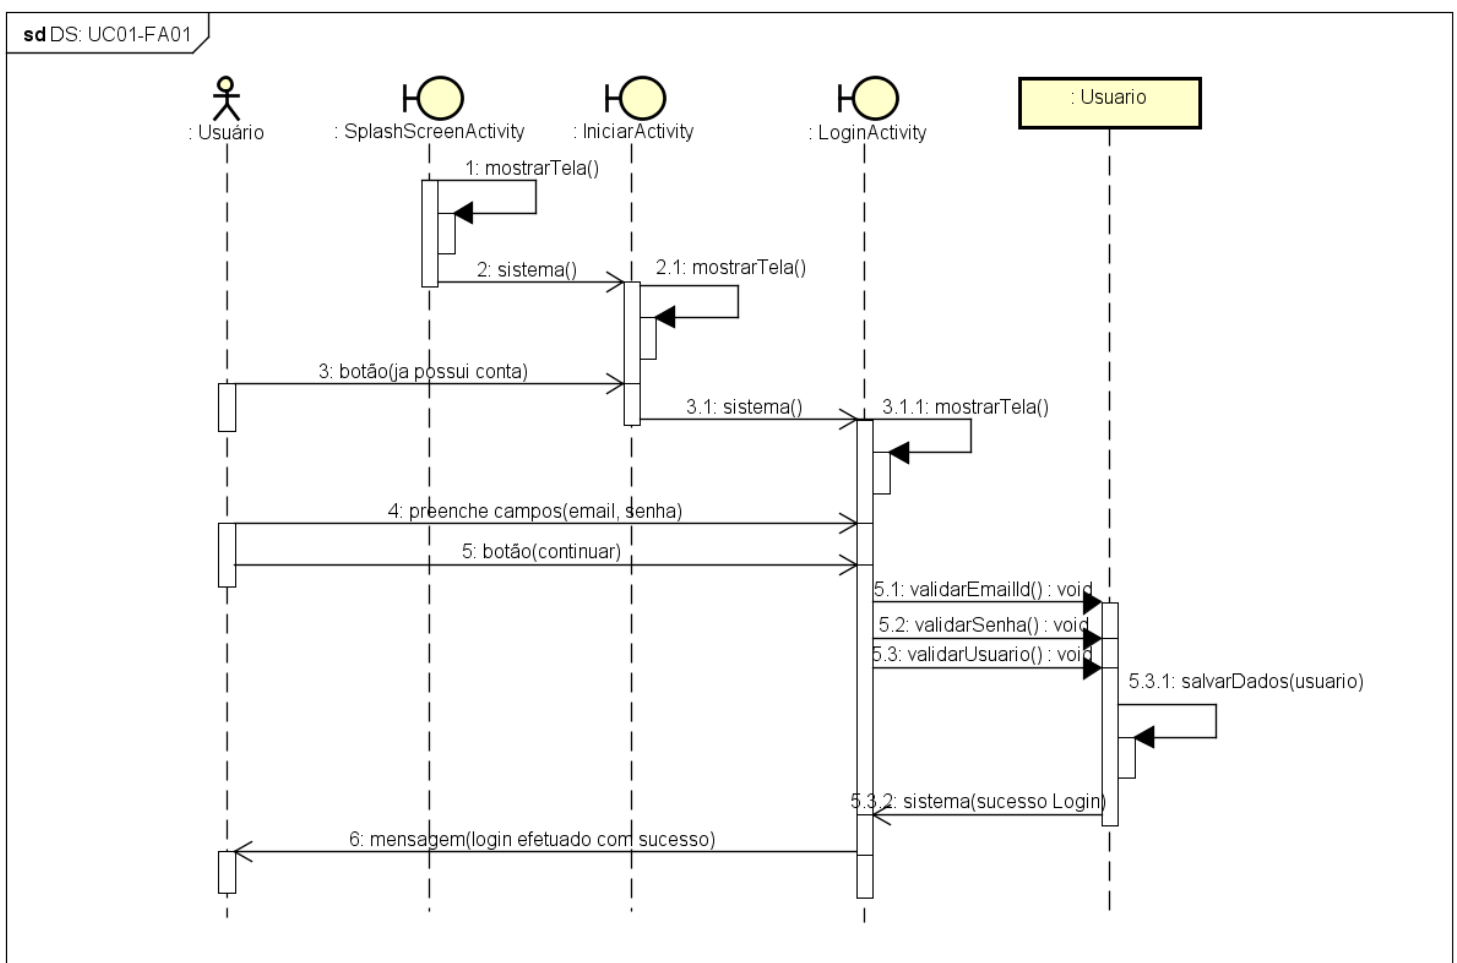 sd DS: UC01-FA01
: Usuário
: SplashScreenActivity
: IniciarActivity
: LoginActivity
: Usuario
1: mostrarTela()
2: sistema()
2.1: mostrarTela()
3: botão(ja possui conta)
3.1: sistema()
3.1.1: mostrarTela()
4: preenche campos(email, senha)
5: botão(continuar)
5.1: validarEmailId() : void
5.2: validarSenha() : void
5.3: validarUsuario() : void
5.3.1: salvarDados(usuario)
5.3.2: sistema(sucesso Login)
6: mensagem(login efetuado com sucesso)